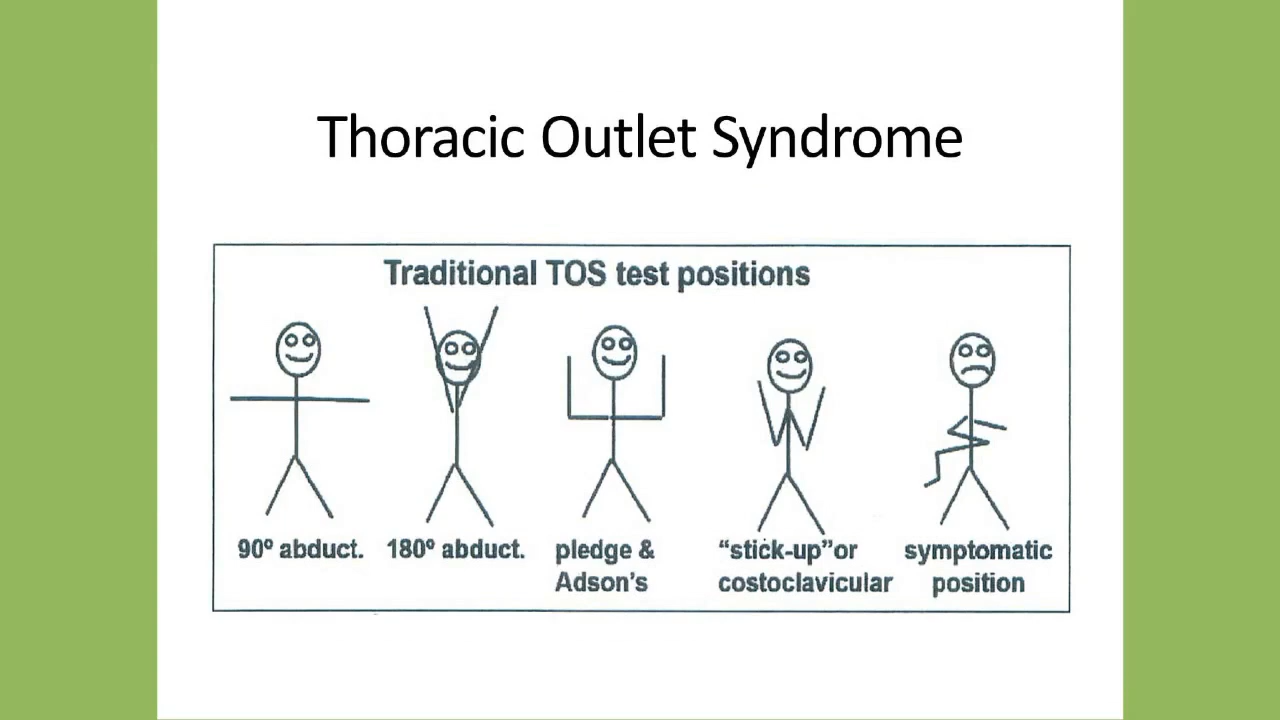 Thoracic Outlet Syndrome
Traditional TOS test positions
90º abduct.
180º abduct.
pledge &
Adson's
"stick-up"or
costoclavicular
symptomatic
position